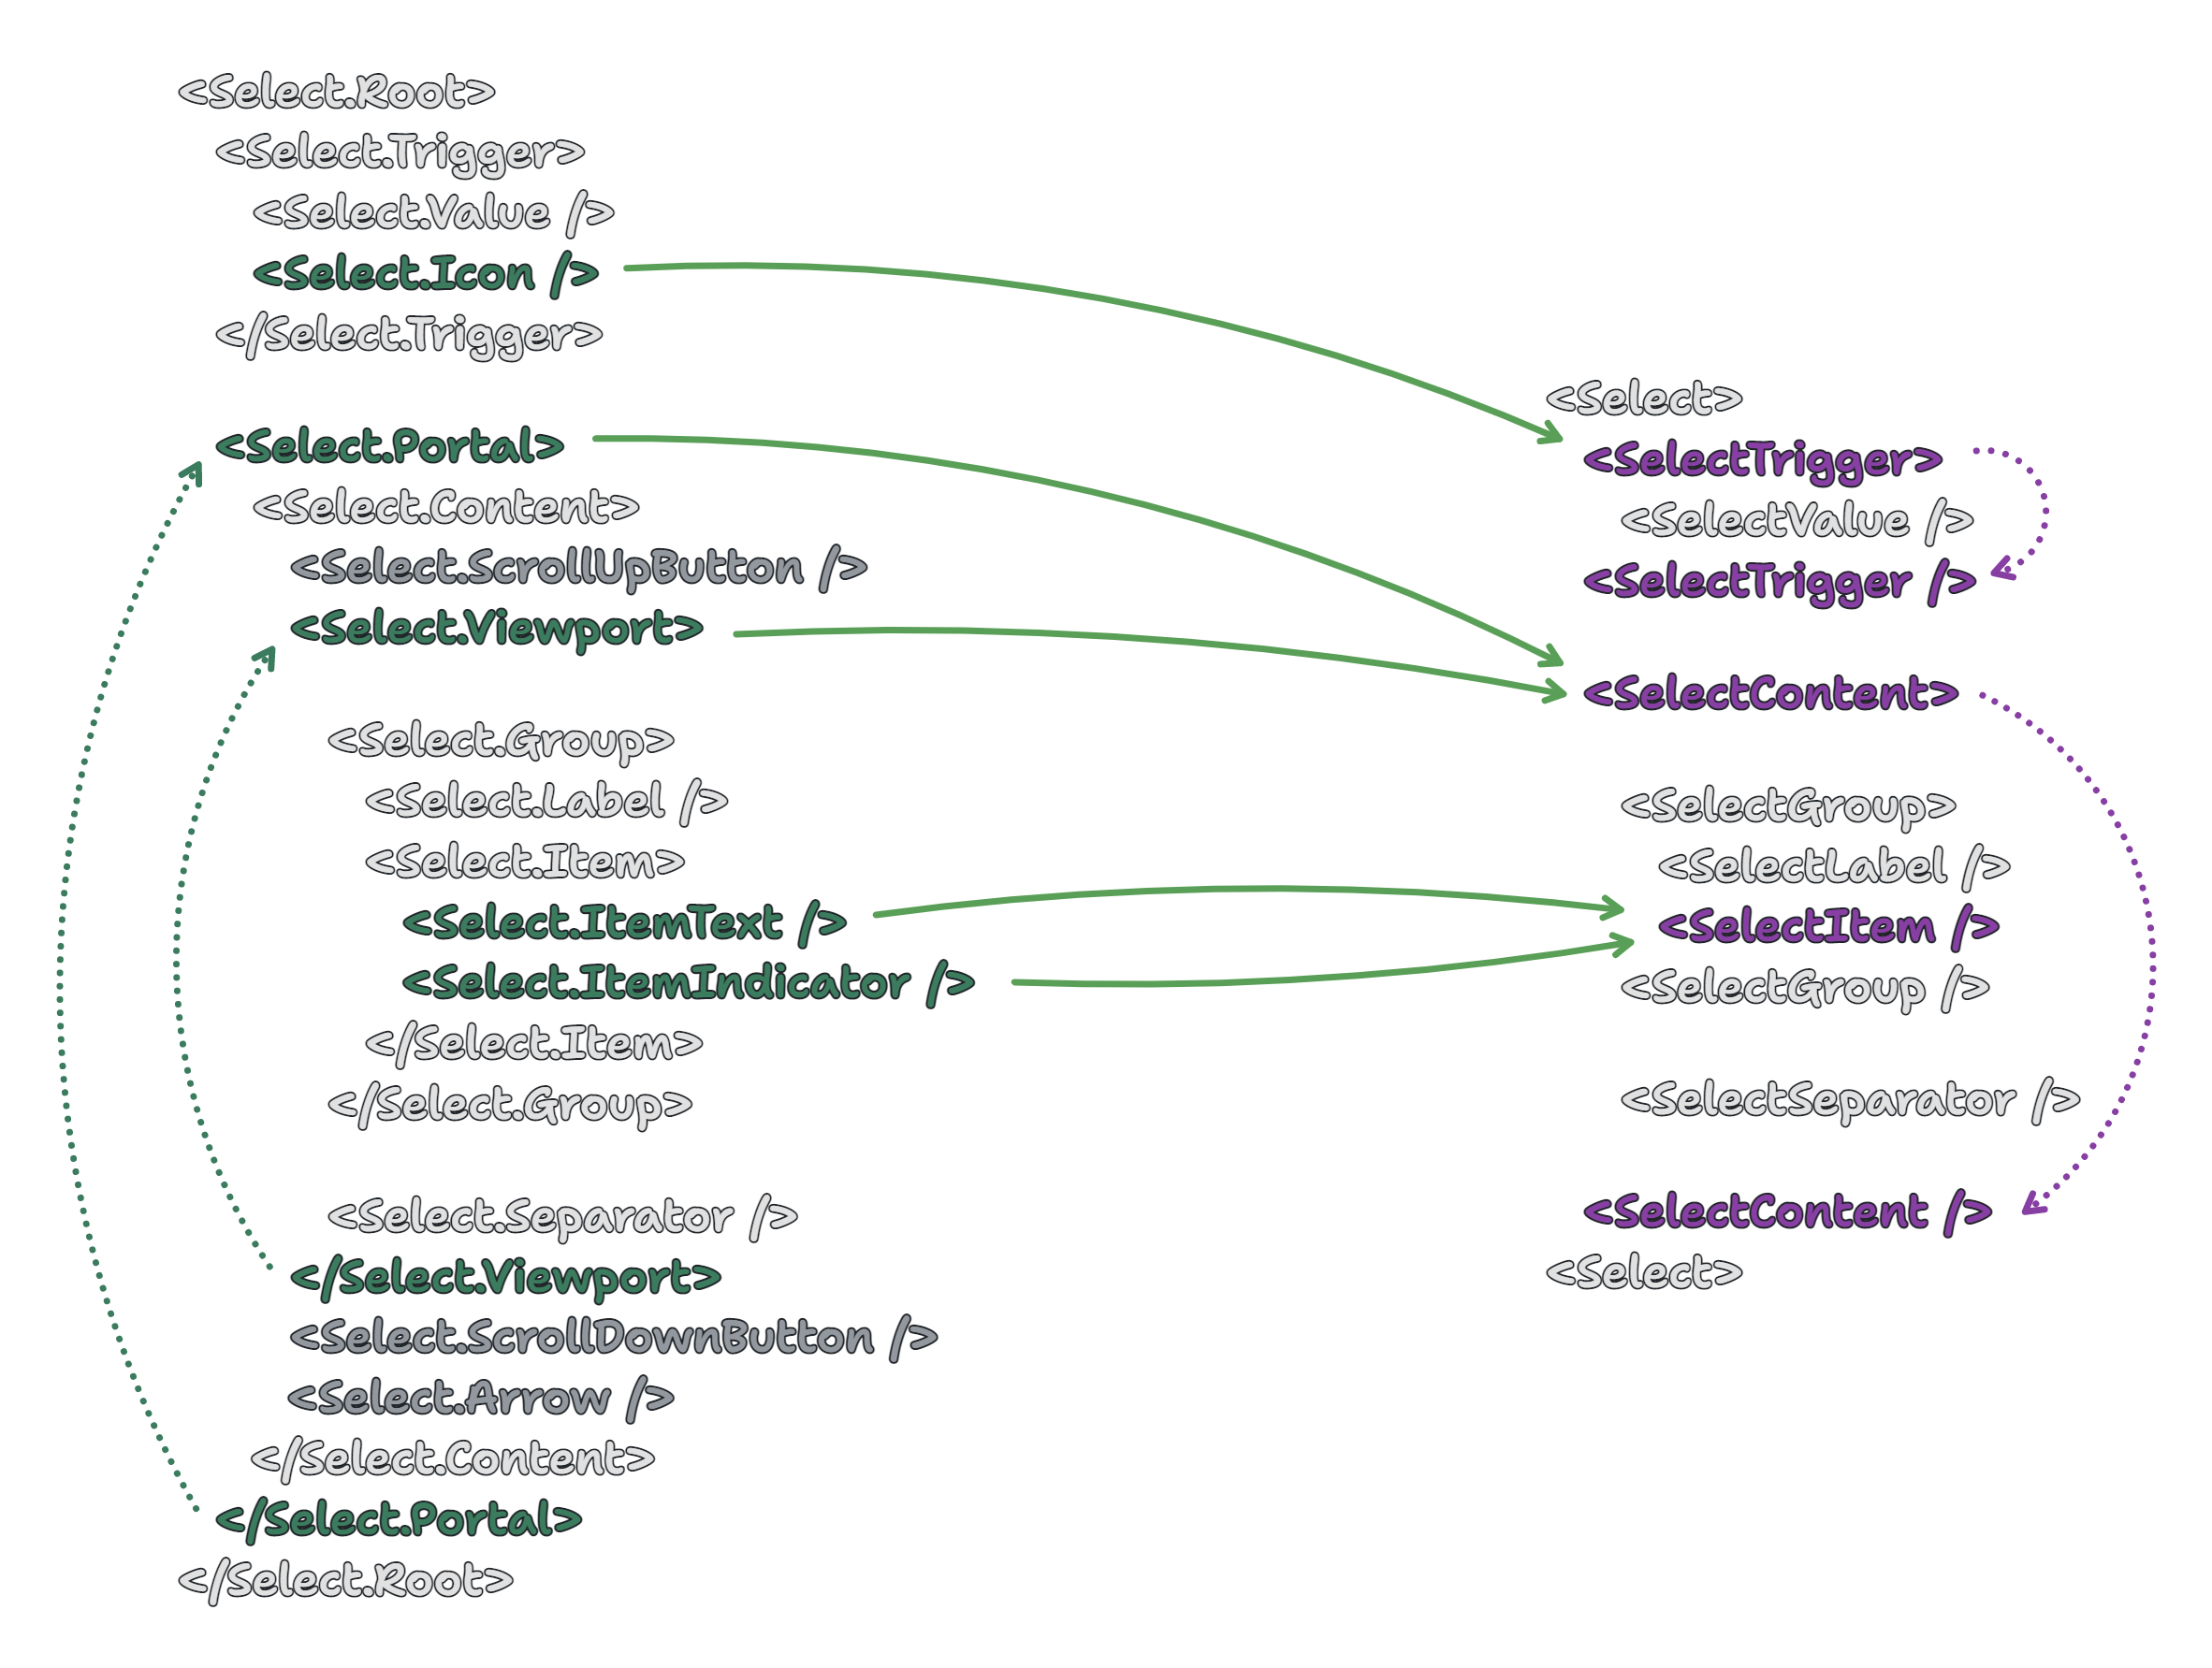 <Select.Root>
<Select.Trigger>
<Select.Value />
<Select.Icon />
</Select.Trigger>
<Select.Portal>
<Select.Content>
<Select.ScrollUpButton />
<Select.Viewport>
<Select.Group>
<Select.Label />
<Select.Item>
<Select.ItemText />
<Select.ItemIndicator />
</Select.Item>
</Select.Group>
<Select.Separator />
</Select.Viewport>
<Select.ScrollDownButton />
<Select.Arrow />
</Select.Content>
</Select.Portal>
</Select.Root>
<Select>
<SelectTrigger>
<SelectValue />
<SelectTrigger />
<SelectContent>
<SelectGroup>
<SelectLabel />
<SelectItem />
<SelectGroup />
<SelectSeparator />
<SelectContent />
<Select>